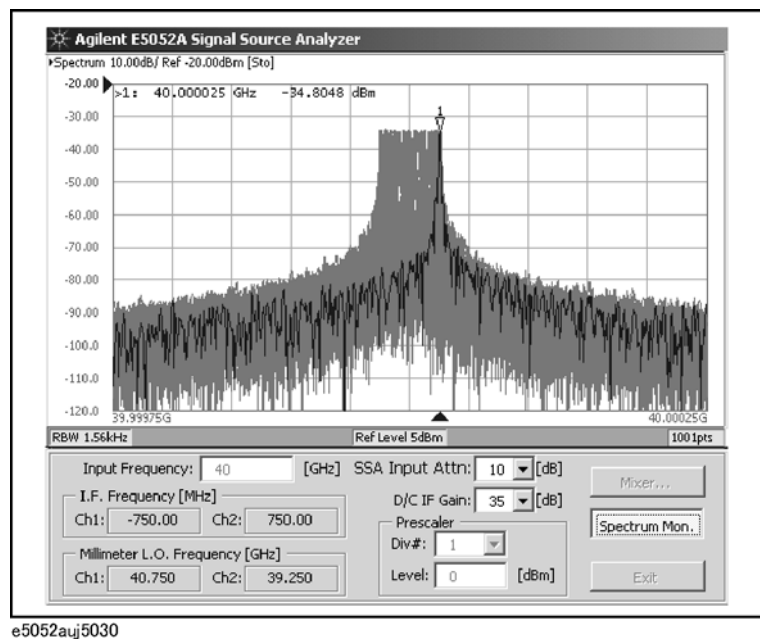 Agilent E5052A Signal Source Analyzer
Spectrum 10.00dB/ Ref -20.00dBm [Sto]
-20.00
>1: 40.000025 GHz -34.8048 dBm
1
-30.00
-40.00
-50.00
-60.00
-70.00
-80.00
-90.00
-100.0
-110.0
-120.0
39.99975G 40.00025G
RBW 1.56kHz Ref Level 5dBm 1001pts
Input Frequency: 40 [GHz] SSA Input Attn: 10 [dB] Mixer...
I.F. Frequency [MHz] D/C IF Gain: 35 [dB]
Ch1: -750.00 Ch2: 750.00 Prescaler Spectrum Mon.
Div#: 1
Millimeter L.O. Frequency [GHz]
Ch1: 40.750 Ch2: 39.250 Level: 0 [dBm] Exit
e5052auj5030